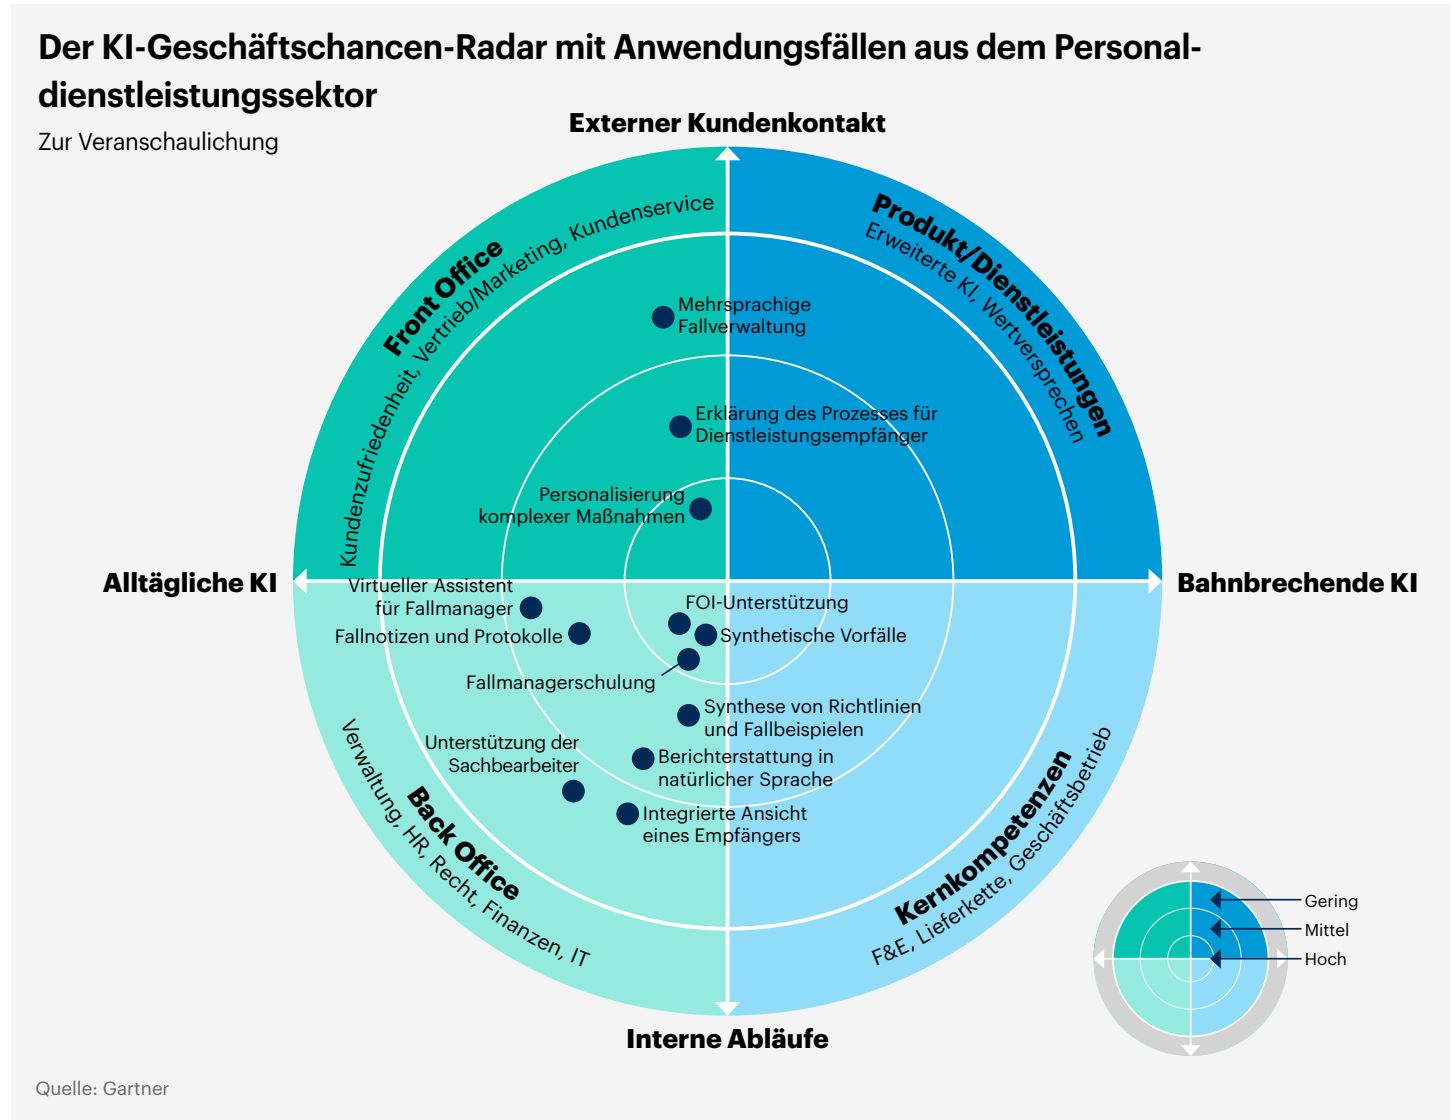 Der KI-Geschäftschancen-Radar mit Anwendungsfällen aus dem Personal-
dienstleistungssektor
Zur Veranschaulichung
Externer Kundenkontakt
Front Office
Kundenzufriedenheit, Vertrieb/Marketing, Kundenservice
Produkt/Dienstleistungen
Erweiterte KI, Wertversprechen
Mehrsprachige
Fallverwaltung
Erklärung des Prozesses für
Dienstleistungsempfänger
Personalisierung
komplexer Maßnahmen
Alltägliche KI
Bahnbrechende KI
Virtueller Assistent
für Fallmanager
FOI-Unterstützung
Fallnotizen und Protokolle
Synthetische Vorfälle
Fallmanagerschulung
Synthese von Richtlinien
und Fallbeispielen
Unterstützung der
Sachbearbeiter
Berichterstattung in
natürlicher Sprache
Integrierte Ansicht
eines Empfängers
Back Office
Verwaltung, HR, Recht, Finanzen, IT
Kernkompetenzen
F&E, Lieferkette, Geschäftsbetrieb
Interne Abläufe
Gering
Mittel
Hoch
Quelle: Gartner